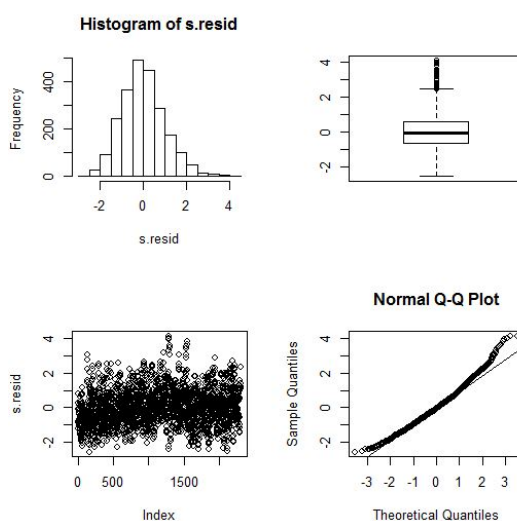 Histogram of s.resid
Frequency
0 200 400
-2 0 2 4
s.resid
-2 0 2 4
s.resid
-2 0 2 4
0 500 1500
Index
Normal Q-Q Plot
Sample Quantiles
-2 0 2 4
-3 -2 -1 0 1 2 3
Theoretical Quantiles